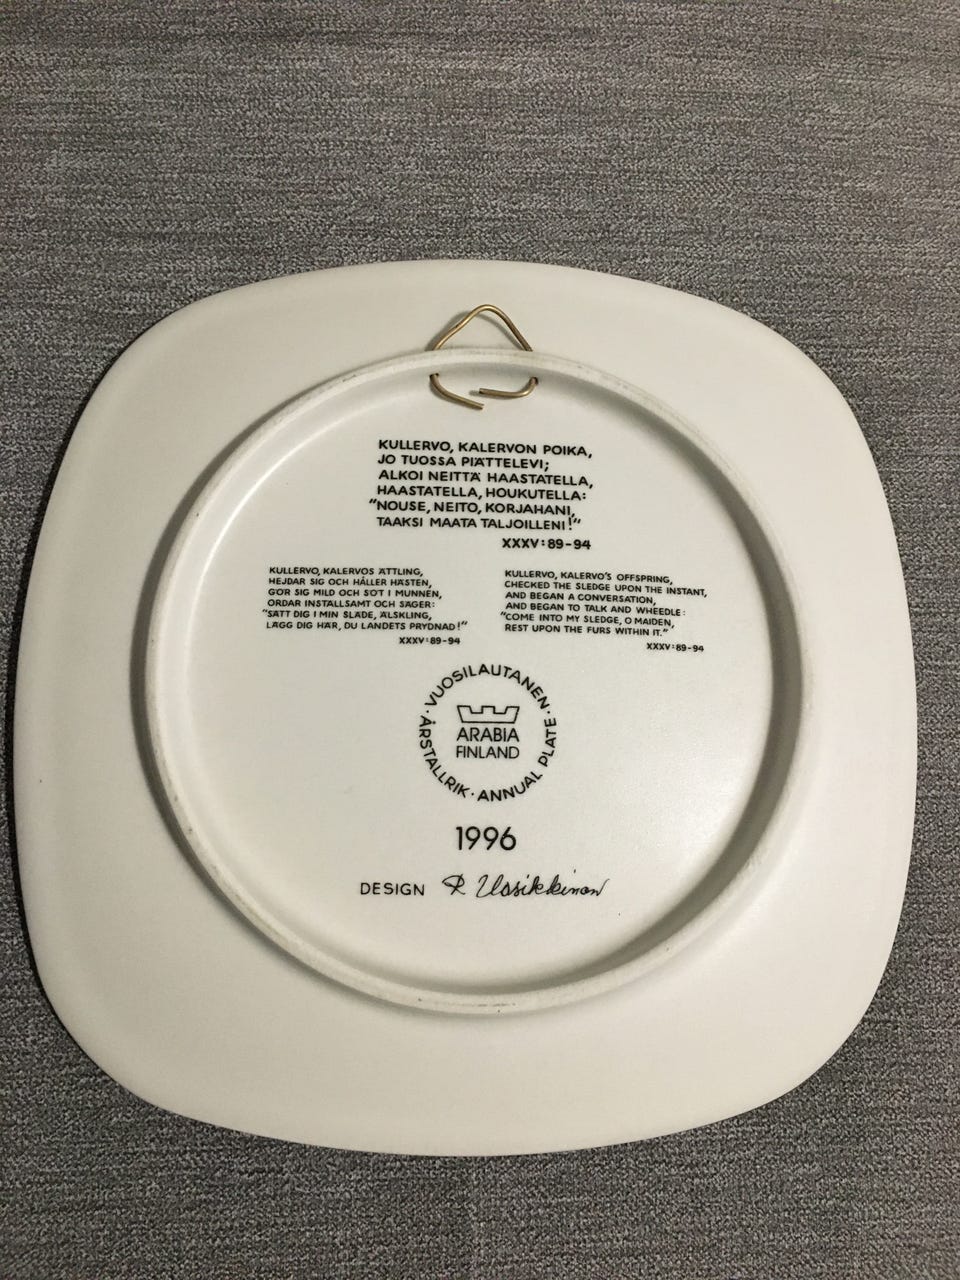 KULLERVO, KALERVON POIKA,
JO TUOSSA PIÄTTELEVI;
ALKOI NEITTÄ HAASTATELLA,
HAASTATELLA, HOUKUTELLA:
"NOUSE, NEITO, KORJAHANI,
TAAKSI MAATA TALJOILLENI!"
XXXV:89-94
KULLERVO, KALERVOS ÄTTLING,
HEJDAR SIG OCH HÅLLER HÄSTEN,
GÖR SIG MILD OCH SÖT I MUNNEN,
ORDAR INSTÄLLSAMT OCH SÄGER:
"SÄTT DIG I MIN SLÄDE, ÄLSKLING,
LÄGG DIG HÄR, DU LANDETS PRYDNAD!"
XXXV:89-94
KULLERVO, KALERVO'S OFFSPRING,
CHECKED THE SLEDGE UPON THE INSTANT,
AND BEGAN A CONVERSATION,
AND BEGAN TO TALK AND WHEEDLE:
"COME INTO MY SLEDGE, O MAIDEN,
REST UPON THE FURS WITHIN IT."
XXXV:89-94
· VUOSILAUTANEN · ANNUAL PLATE · ÅRSTALLRIK
ARABIA
FINLAND
1996
DESIGN R. Uosikkinen